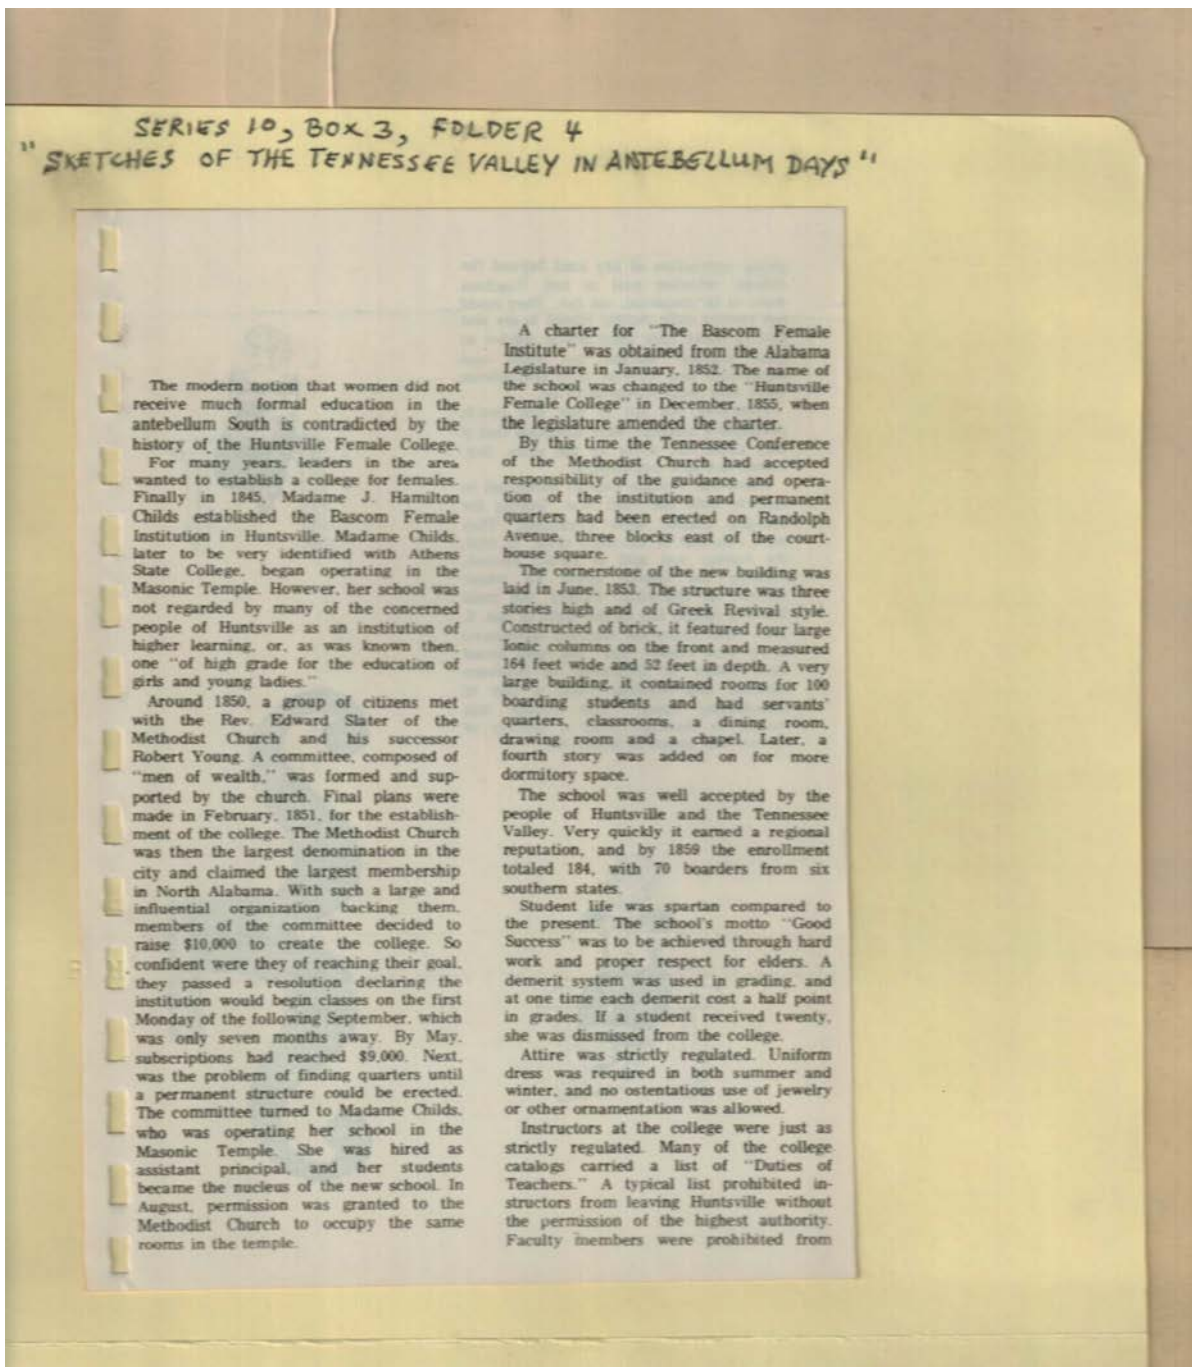 SERIES 10, BOX 3, FOLDER 4
"SKETCHES OF THE TENNESSEE VALLEY IN ANTEBELLUM DAYS"
The modern notion that women did not
receive much formal education in the
antebellum South is contradicted by the
history of the Huntsville Female College.
For many years, leaders in the area
wanted to establish a college for females.
Finally in 1845, Madame J. Hamilton
Childs established the Bascom Female
Institution in Huntsville. Madame Childs,
later to be very identified with Athens
State College, began operating in the
Masonic Temple. However, her school was
not regarded by many of the concerned
people of Huntsville as an institution of
higher learning, or, as was known then,
one "of high grade for the education of
girls and young ladies."
Around 1850, a group of citizens met
with the Rev. Edward Slater of the
Methodist Church and his successor
Robert Young. A committee, composed of
"men of wealth," was formed and sup-
ported by the church. Final plans were
made in February, 1851, for the establish-
ment of the college. The Methodist Church
was then the largest denomination in the
city and claimed the largest membership
in North Alabama. With such a large and
influential organization backing them,
members of the committee decided to
raise $10,000 to create the college. So
confident were they of reaching their goal,
they passed a resolution declaring the
institution would begin classes on the first
Monday of the following September, which
was only seven months away. By May,
subscriptions had reached $9,000. Next,
was the problem of finding quarters until
a permanent structure could be erected.
The committee turned to Madame Childs,
who was operating her school in the
Masonic Temple. She was hired as
assistant principal, and her students
became the nucleus of the new school. In
August, permission was granted to the
Methodist Church to occupy the same
rooms in the temple.
A charter for "The Bascom Female
Institute" was obtained from the Alabama
Legislature in January, 1852. The name of
the school was changed to the "Huntsville
Female College" in December, 1855, when
the legislature amended the charter.
By this time the Tennessee Conference
of the Methodist Church had accepted
responsibility of the guidance and opera-
tion of the institution and permanent
quarters had been erected on Randolph
Avenue, three blocks east of the court-
house square.
The cornerstone of the new building was
laid in June, 1853. The structure was three
stories high and of Greek Revival style.
Constructed of brick, it featured four large
Ionic columns on the front and measured
164 feet wide and 52 feet in depth. A very
large building, it contained rooms for 100
boarding students and had servants'
quarters, classrooms, a dining room,
drawing room and a chapel. Later, a
fourth story was added on for more
dormitory space.
The school was well accepted by the
people of Huntsville and the Tennessee
Valley. Very quickly it earned a regional
reputation, and by 1859 the enrollment
totaled 184, with 70 boarders from six
southern states.
Student life was spartan compared to
the present. The school's motto "Good
Success" was to be achieved through hard
work and proper respect for elders. A
demerit system was used in grading, and
at one time each demerit cost a half point
in grades. If a student received twenty,
she was dismissed from the college.
Attire was strictly regulated. Uniform
dress was required in both summer and
winter, and no ostentatious use of jewelry
or other ornamentation was allowed.
Instructors at the college were just as
strictly regulated. Many of the college
catalogs carried a list of "Duties of
Teachers." A typical list prohibited in-
structors from leaving Huntsville without
the permission of the highest authority.
Faculty members were prohibited from